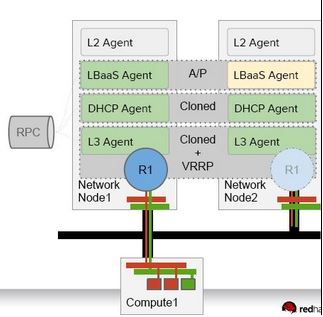 L2 Agent
L2 Agent
LBaaS Agent
A/P
LBaaS Agent
DHCP Agent
Cloned
DHCP Agent
RPC
L3 Agent
Cloned
+
VRRP
L3 Agent
R1
R1
Network
Node1
Network
Node2
Compute1